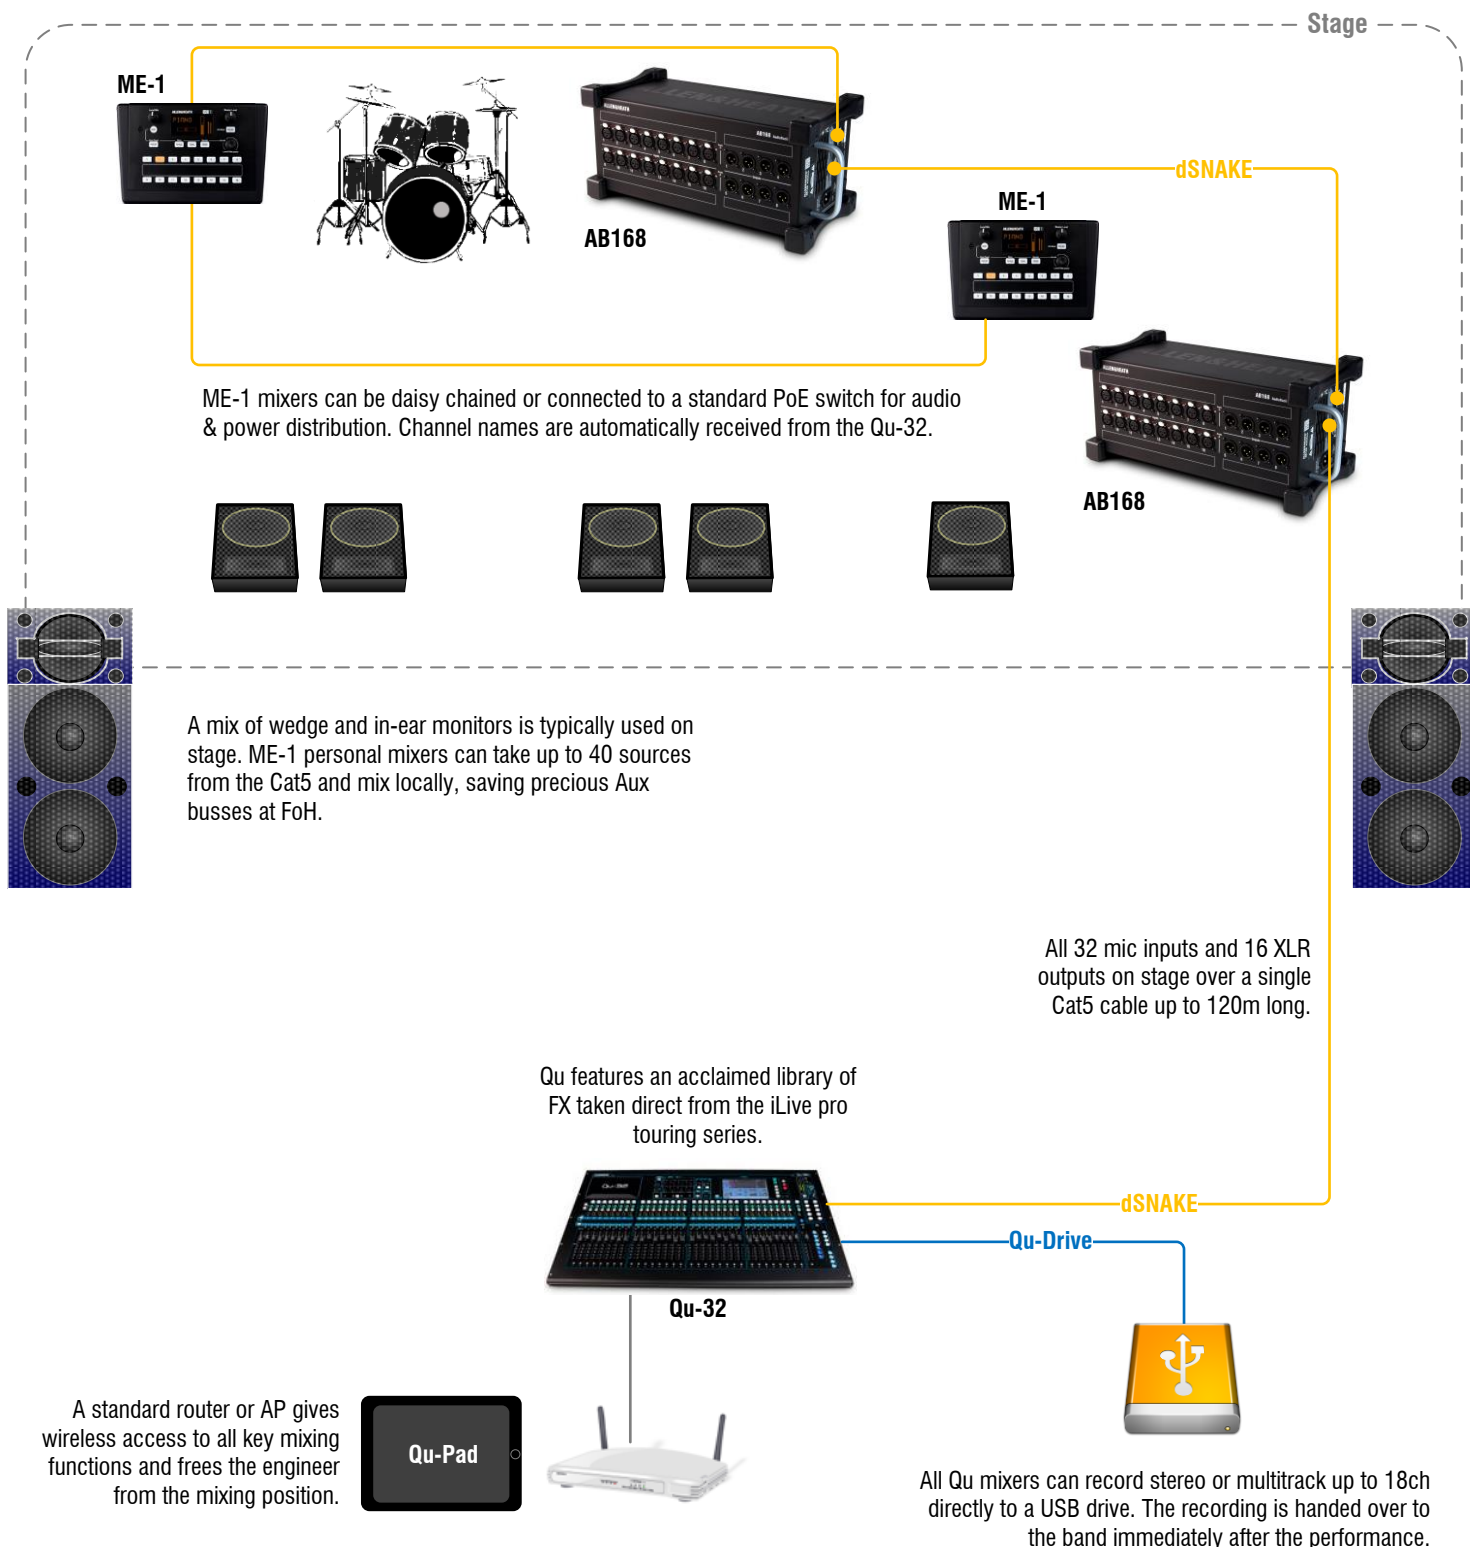 Stage
ME-1
AB168
dSNAKE
ME-1
ME-1 mixers can be daisy chained or connected to a standard PoE switch for audio
& power distribution. Channel names are automatically received from the Qu-32.
AB168
A mix of wedge and in-ear monitors is typically used on
stage. ME-1 personal mixers can take up to 40 sources
from the Cat5 and mix locally, saving precious Aux
busses at FoH.
All 32 mic inputs and 16 XLR
outputs on stage over a single
Cat5 cable up to 120m long.
Qu features an acclaimed library of
FX taken direct from the iLive pro
touring series.
dSNAKE
Qu-Drive
Qu-32
A standard router or AP gives
wireless access to all key mixing
functions and frees the engineer
from the mixing position.
Qu-Pad
All Qu mixers can record stereo or multitrack up to 18ch
directly to a USB drive. The recording is handed over to
the band immediately after the performance.